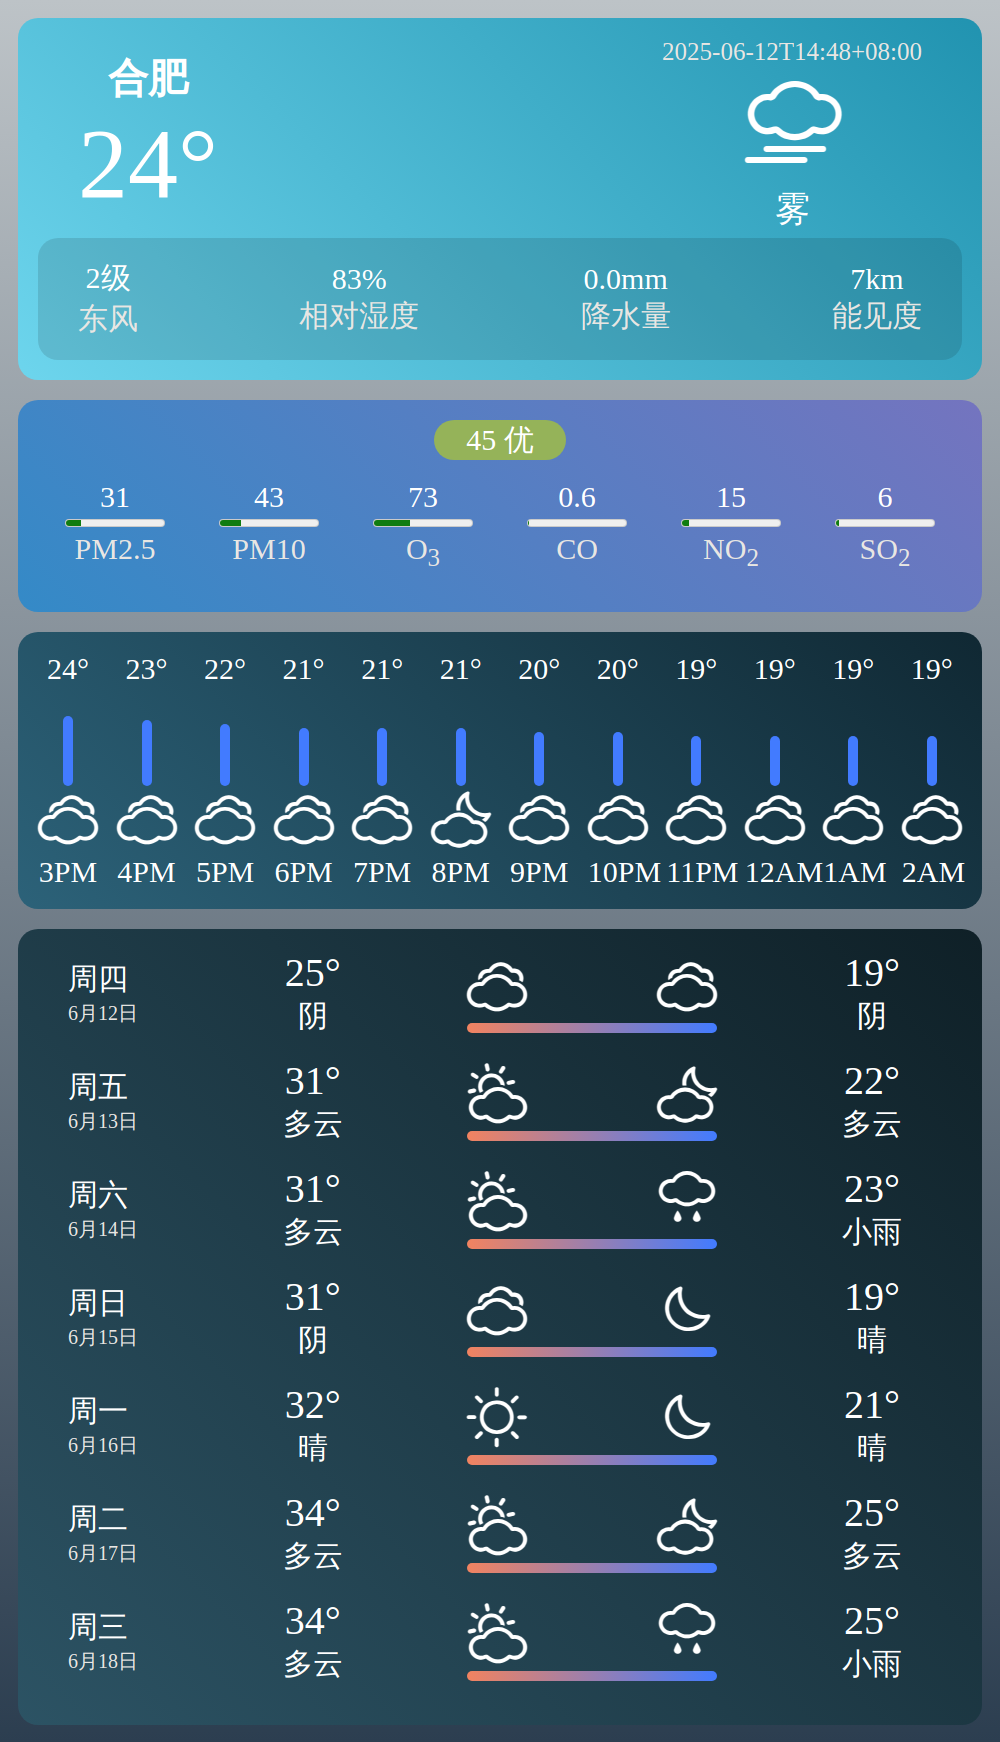 合肥
24°
2025-06-12T14:48+08:00
雾
2级 83% 0.0mm 7km
东风 相对湿度 降水量 能见度
45 优
31 43 73 0.6 15 6
PM2.5 PM10 O3 CO NO2 SO2
24° 23° 22° 21° 21° 21° 20° 20° 19° 19° 19° 19°
3PM 4PM 5PM 6PM 7PM 8PM 9PM 10PM 11PM 12AM 1AM 2AM
周四 25° 19°
6月12日 阴 阴
周五 31° 22°
6月13日 多云 多云
周六 31° 23°
6月14日 多云 小雨
周日 31° 19°
6月15日 阴 晴
周一 32° 21°
6月16日 晴 晴
周二 34° 25°
6月17日 多云 多云
周三 34° 25°
6月18日 多云 小雨